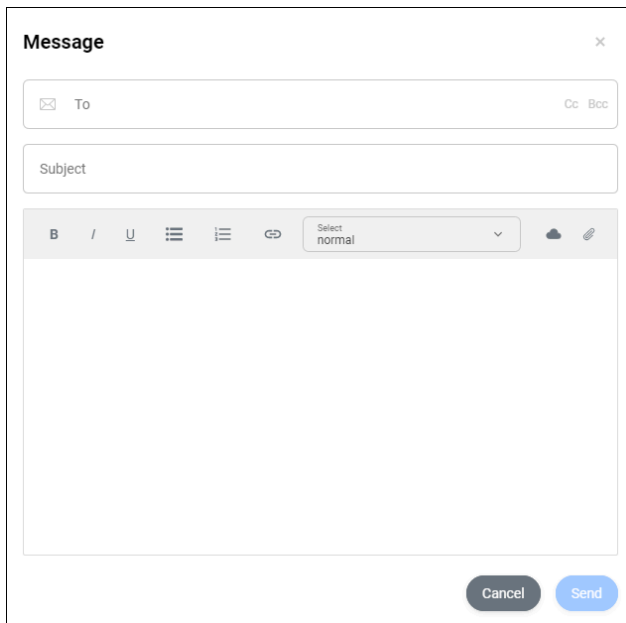 Message
To
Cc Bcc
Subject
B I U
Select
normal
Cancel
Send